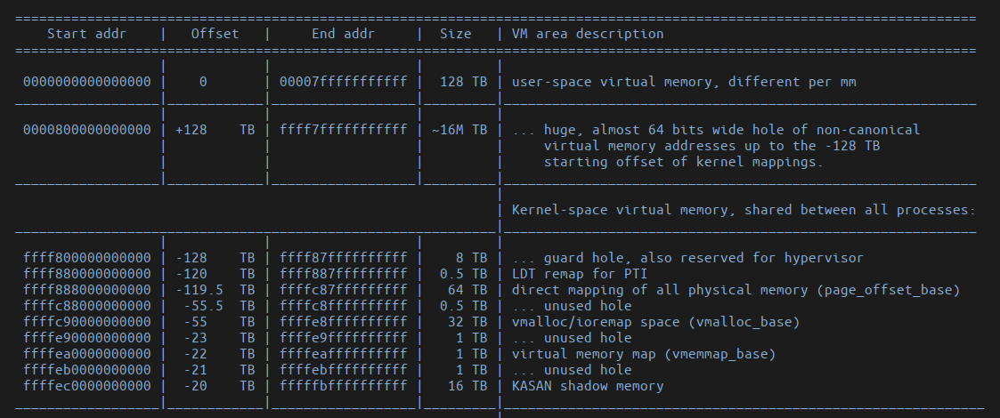 ========================================================================================================================
    Start addr    |   Offset   |     End addr     |  Size   | VM area description
========================================================================================================================
                  |            |                  |         |
 0000000000000000 |    0       | 00007fffffffffff |  128 TB | user-space virtual memory, different per mm
__________________|____________|__________________|_________|___________________________________________________________
                  |            |                  |         |
 0000800000000000 | +128    TB | ffff7fffffffffff | ~16M TB | ... huge, almost 64 bits wide hole of non-canonical
                  |            |                  |         |     virtual memory addresses up to the -128 TB
                  |            |                  |         |     starting offset of kernel mappings.
__________________|____________|__________________|_________|___________________________________________________________
                                                            |
                                                            | Kernel-space virtual memory, shared between all processes:
____________________________________________________________|___________________________________________________________
                  |            |                  |         |
 ffff800000000000 | -128    TB | ffff87ffffffffff |    8 TB | ... guard hole, also reserved for hypervisor
 ffff880000000000 | -120    TB | ffff887fffffffff |  0.5 TB | LDT remap for PTI
 ffff888000000000 | -119.5  TB | ffffc87fffffffff |   64 TB | direct mapping of all physical memory (page_offset_base)
 ffffc88000000000 |  -55.5  TB | ffffc8ffffffffff |  0.5 TB | ... unused hole
 ffffc90000000000 |  -55    TB | ffffe8ffffffffff |   32 TB | vmalloc/ioremap space (vmalloc_base)
 ffffe90000000000 |  -23    TB | ffffe9ffffffffff |    1 TB | ... unused hole
 ffffea0000000000 |  -22    TB | ffffeaffffffffff |    1 TB | virtual memory map (vmemmap_base)
 ffffeb0000000000 |  -21    TB | ffffebffffffffff |    1 TB | ... unused hole
 ffffec0000000000 |  -20    TB | fffffbffffffffff |   16 TB | KASAN shadow memory
__________________|____________|__________________|_________|____________________________________________________________